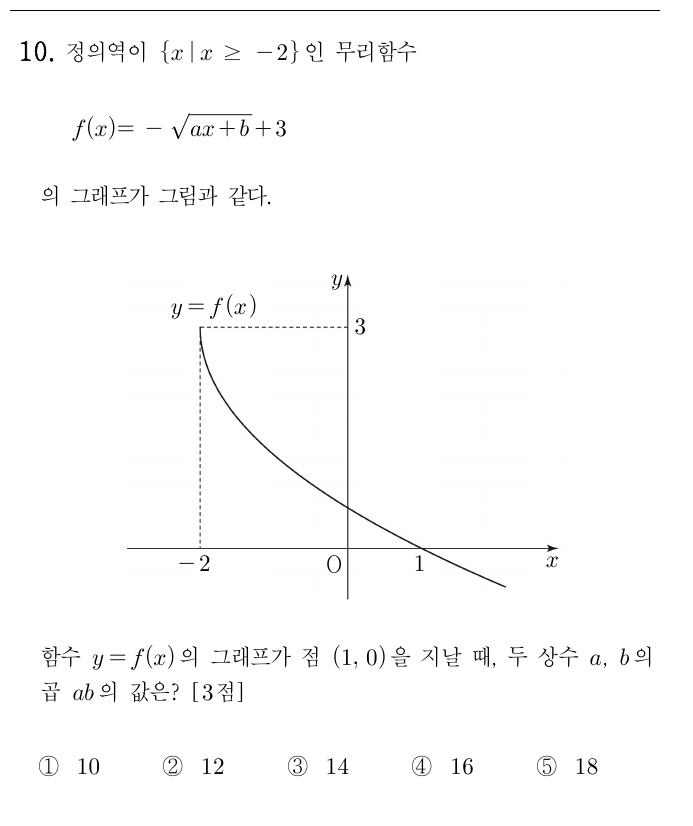 10. 정의역이 {x | x ≥ −2}인 무리함수
f(x)= − √(ax+b)+3
의 그래프가 그림과 같다.
y
y=f(x)
3
−2
O
1
x
함수 y=f(x)의 그래프가 점 (1, 0)을 지날 때, 두 상수 a, b의
곱 ab의 값은? [3점]
① 10 ② 12 ③ 14 ④ 16 ⑤ 18